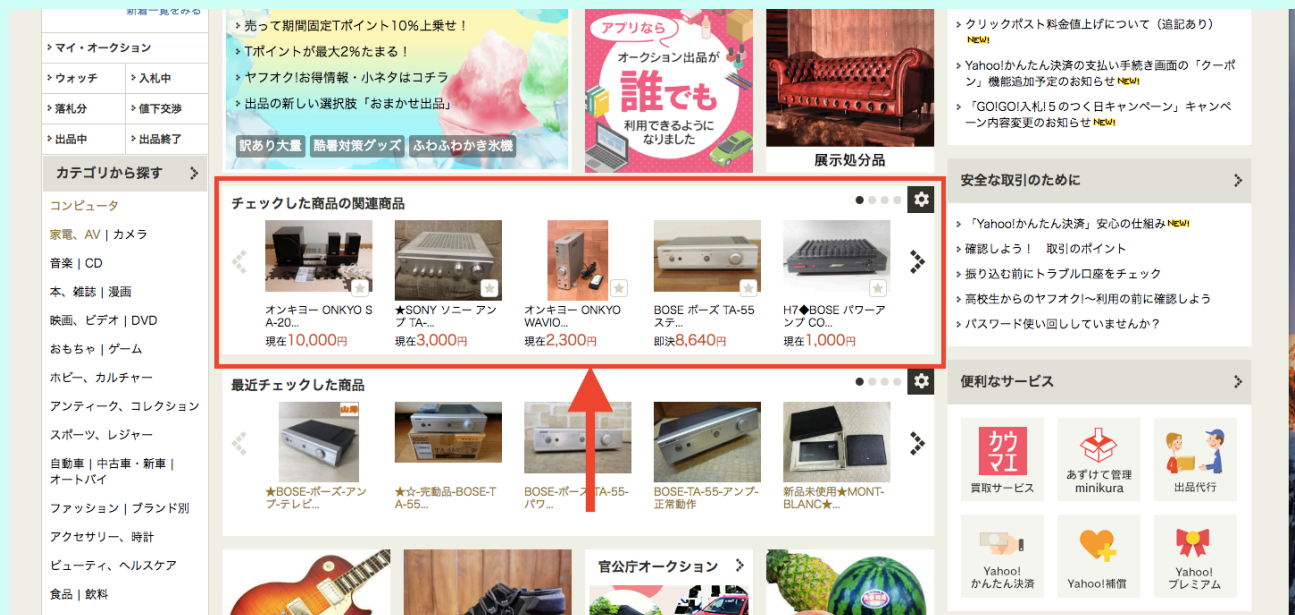 新着一覧をみる
マイ・オークション
ウォッチ
入札中
落札分
値下交渉
出品中
出品終了
カテゴリから探す
コンピュータ
家電、AV | カメラ
音楽 | CD
本、雑誌 | 漫画
映画、ビデオ | DVD
おもちゃ | ゲーム
ホビー、カルチャー
アンティーク、コレクション
スポーツ、レジャー
自動車 | 中古車・新車 |
オートバイ
ファッション | ブランド別
アクセサリー、時計
ビューティ、ヘルスケア
食品 | 飲料
売って期間固定Tポイント10%上乗せ！
Tポイントが最大2%たまる！
ヤフオク!お得情報・小ネタはコチラ
出品の新しい選択肢「おまかせ出品」
訳あり大量 酷暑対策グッズ ふわふわかき氷機
アプリなら
オークション出品が
誰でも
利用できるように
なりました
展示処分品
チェックした商品の関連商品
オンキヨー ONKYO S
A-20...
現在10,000円
★SONY ソニー アン
プ TA-...
現在3,000円
オンキヨー ONKYO
WAVIO...
現在2,300円
BOSE ボーズ TA-55
ステ...
即決8,640円
H7◆BOSE パワーア
ンプ CO...
現在1,000円
最近チェックした商品
★BOSE-ボーズ-アン
プ-テレビ...
★☆-完動品-BOSE-T
A-55...
BOSE-ボーズ-TA-55-
パワ...
BOSE-TA-55-アンプ-
正常動作
新品未使用★MONT-
BLANC★...
官公庁オークション
クリックポスト料金値上げについて（追記あり）
NEW!
Yahoo!かんたん決済の支払い手続き画面の「クーポ
ン」機能追加予定のお知らせ NEW!
「GO!GO!入札!５のつく日キャンペーン」キャンペ
ーン内容変更のお知らせ NEW!
安全な取引のために
「Yahoo!かんたん決済」安心の仕組み NEW!
確認しよう！　取引のポイント
振り込む前にトラブル口座をチェック
高校生からのヤフオク!〜利用の前に確認しよう
パスワード使い回ししていませんか？
便利なサービス
カウ
マエ
買取サービス
あずけて管理
minikura
出品代行
Yahoo!
かんたん決済
Yahoo!補償
Yahoo!
プレミアム